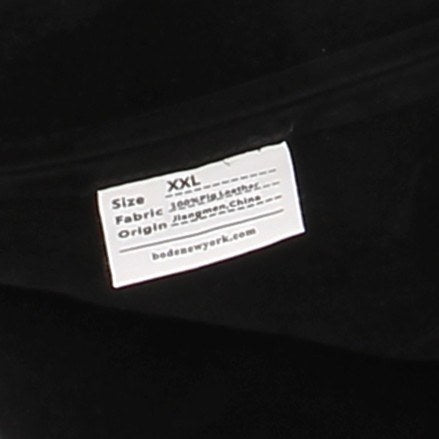 Size XXL
Fabric 100%Pig Leather
Origin Jiangmen,China
bodenewyork.com